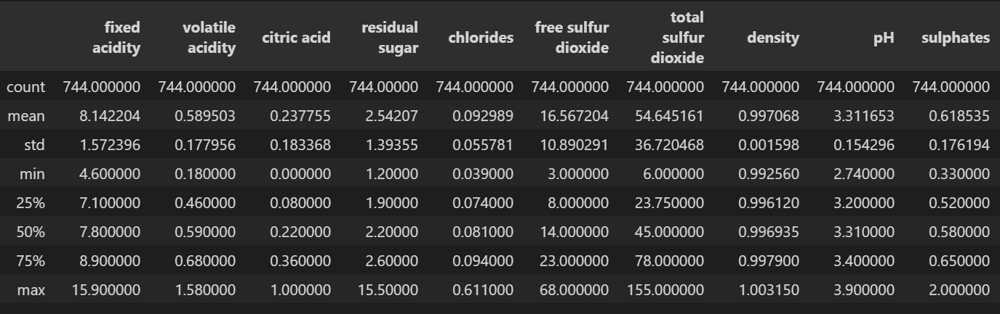 fixed acidity volatile acidity citric acid residual sugar chlorides free sulfur dioxide total sulfur dioxide density pH sulphates
count 744.000000 744.000000 744.000000 744.00000 744.000000 744.000000 744.000000 744.000000 744.000000 744.000000
mean 8.142204 0.589503 0.237755 2.54207 0.092989 16.567204 54.645161 0.997068 3.311653 0.618535
std 1.572396 0.177956 0.183368 1.39355 0.055781 10.890291 36.720468 0.001598 0.154296 0.176194
min 4.600000 0.180000 0.000000 1.20000 0.039000 3.000000 6.000000 0.992560 2.740000 0.330000
25% 7.100000 0.460000 0.080000 1.90000 0.074000 8.000000 23.750000 0.996120 3.200000 0.520000
50% 7.800000 0.590000 0.220000 2.20000 0.081000 14.000000 45.000000 0.996935 3.310000 0.580000
75% 8.900000 0.680000 0.360000 2.60000 0.094000 23.000000 78.000000 0.997900 3.400000 0.650000
max 15.900000 1.580000 1.000000 15.50000 0.611000 68.000000 155.000000 1.003150 3.900000 2.000000